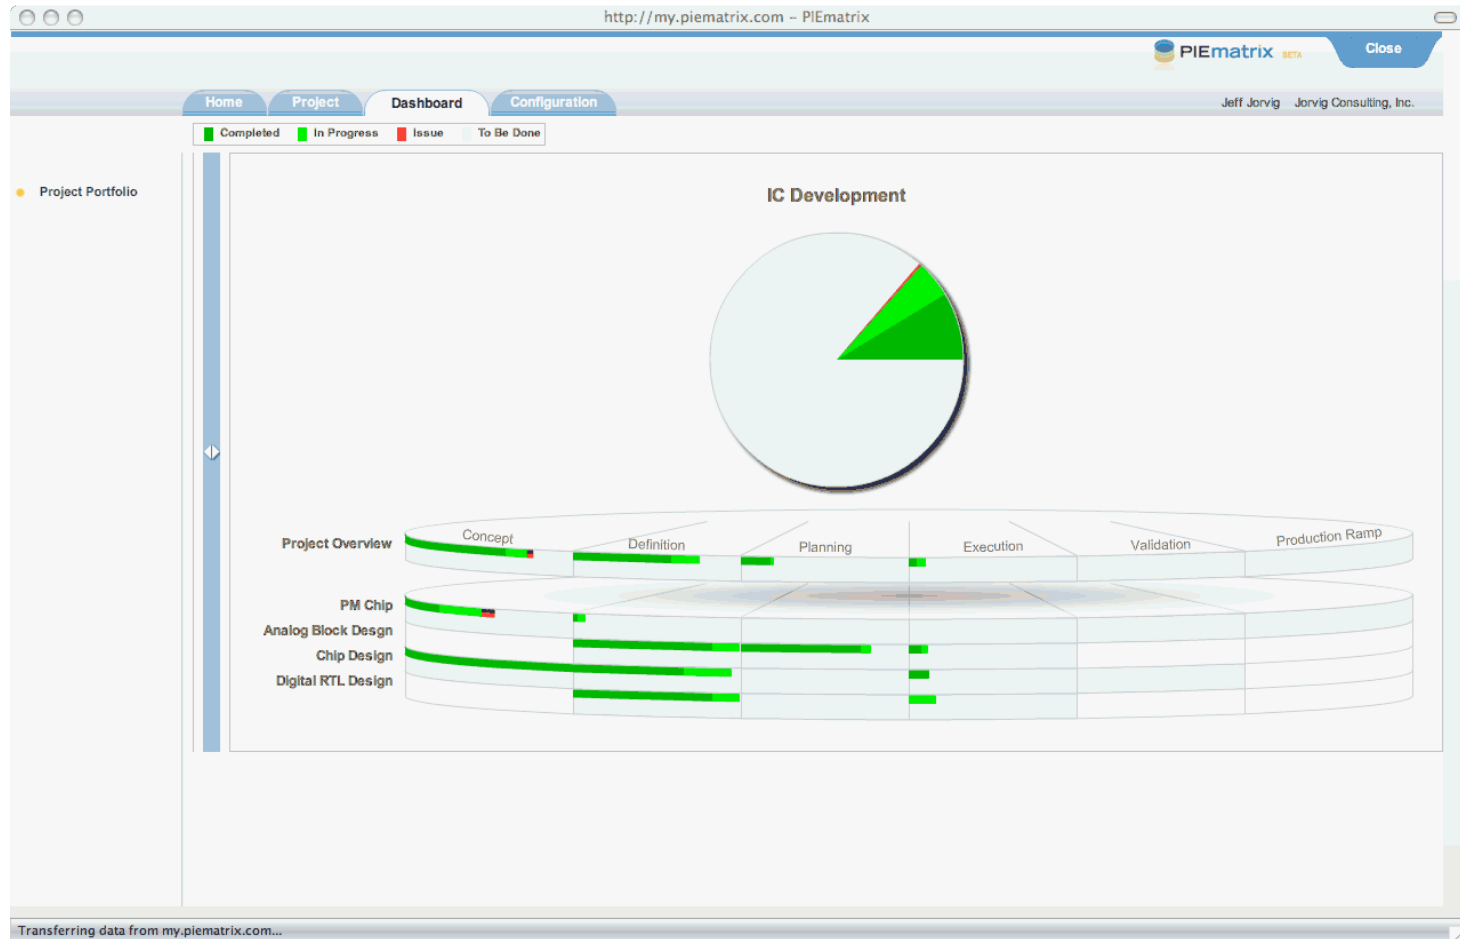 http://my.piematrix.com – PIEmatrix
PIEmatrix BETA
Close
Home Project Dashboard Configuration
Jeff Jorvig Jorvig Consulting, Inc.
Completed In Progress Issue To Be Done
Project Portfolio
IC Development
Project Overview
Concept Definition Planning Execution Validation Production Ramp
PM Chip
Analog Block Desgn
Chip Design
Digital RTL Design
Transferring data from my.piematrix.com...